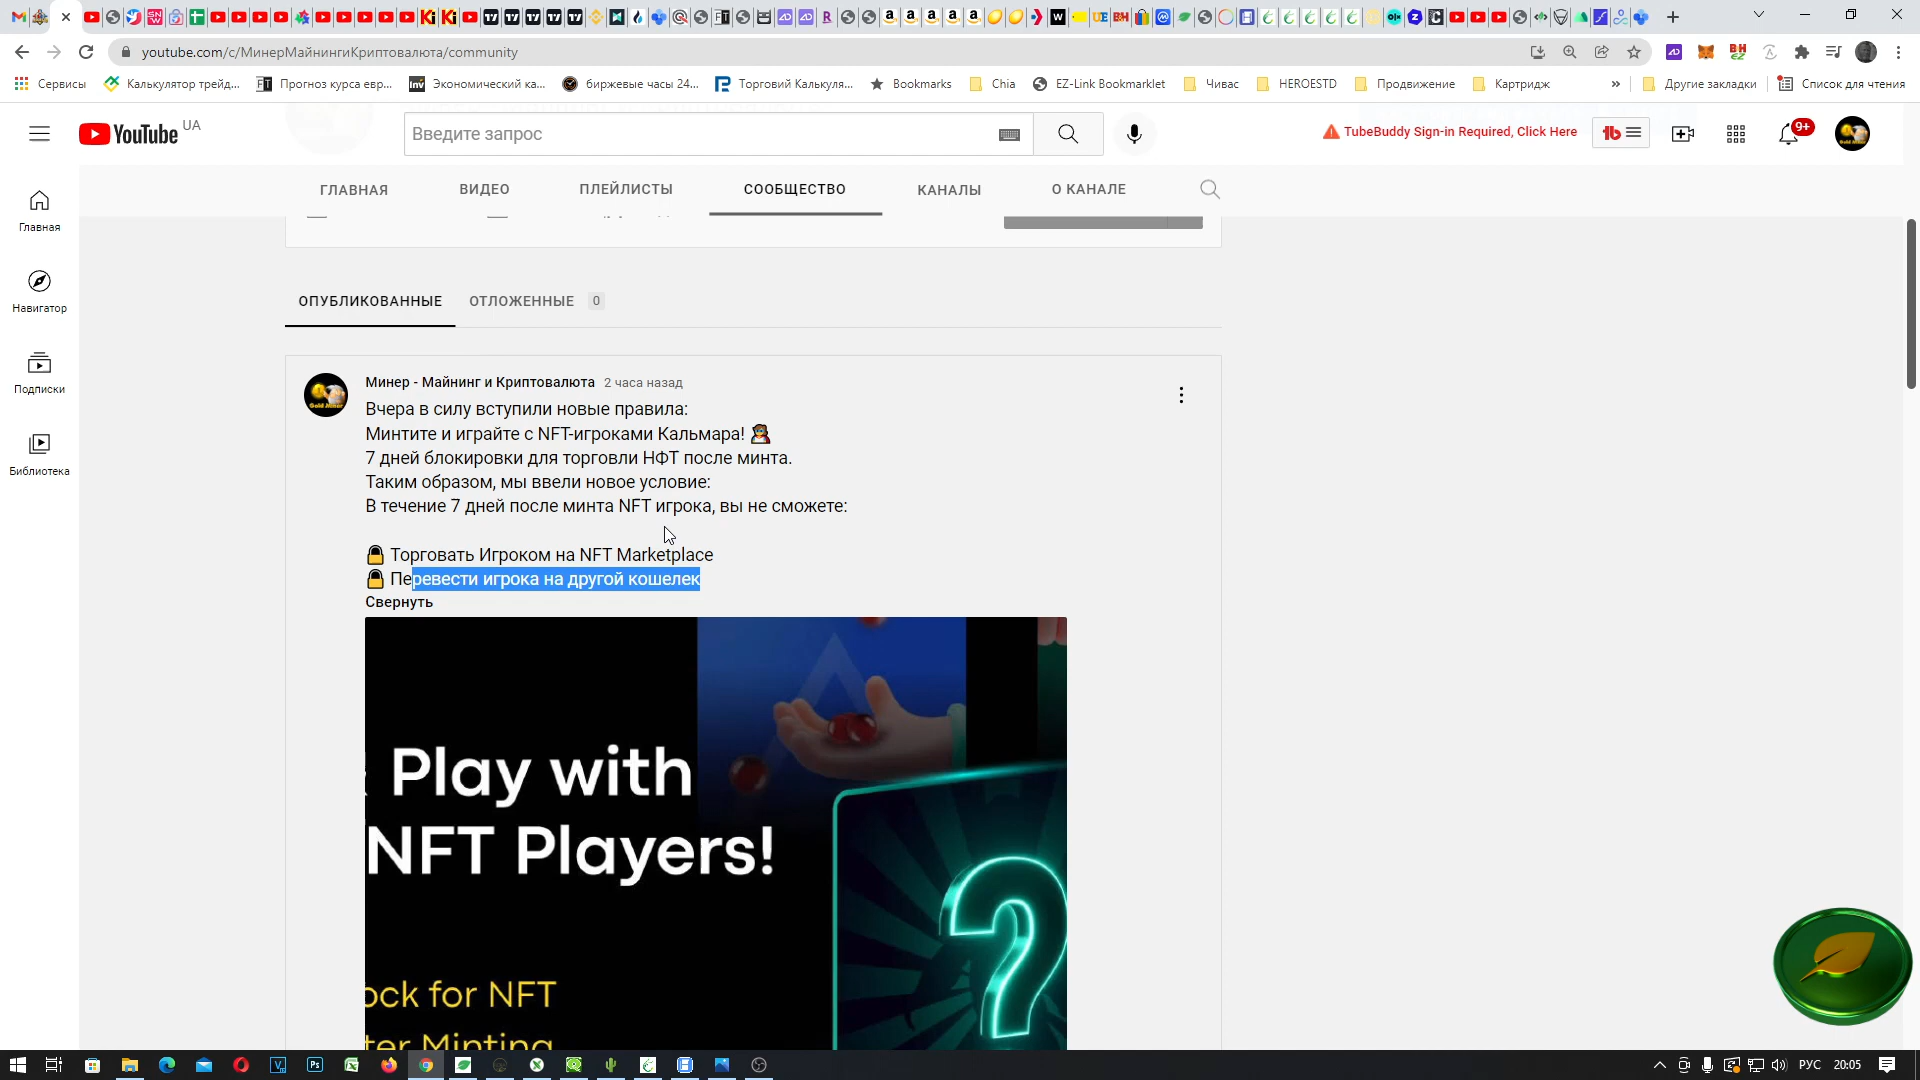 youtube.com/c/МинерМайнингиКриптовалюта/community
Сервисы
Калькулятор трейд...
Прогноз курса евр...
Экономический ка...
биржевые часы 24...
Торговий Калькуля...
Bookmarks
Chia
EZ-Link Bookmarklet
Чивас
HEROESTD
Продвижение
Картридж
»
Другие закладки
Список для чтения
YouTube UA
Введите запрос
TubeBuddy Sign-in Required, Click Here
9+
ГЛАВНАЯ
ВИДЕО
ПЛЕЙЛИСТЫ
СООБЩЕСТВО
КАНАЛЫ
О КАНАЛЕ
Главная
Навигатор
Подписки
Библиотека
ОПУБЛИКОВАННЫЕ
ОТЛОЖЕННЫЕ 0
Минер - Майнинг и Криптовалюта 2 часа назад
Вчера в силу вступили новые правила:
Минтите и играйте с NFT-игроками Кальмара!
7 дней блокировки для торговли НФТ после минта.
Таким образом, мы ввели новое условие:
В течение 7 дней после минта NFT игрока, вы не сможете:
Торговать Игроком на NFT Marketplace
Перевести игрока на другой кошелек
Свернуть
Play with
NFT Players!
ock for NFT
ter Minting
?
РУС
20:05